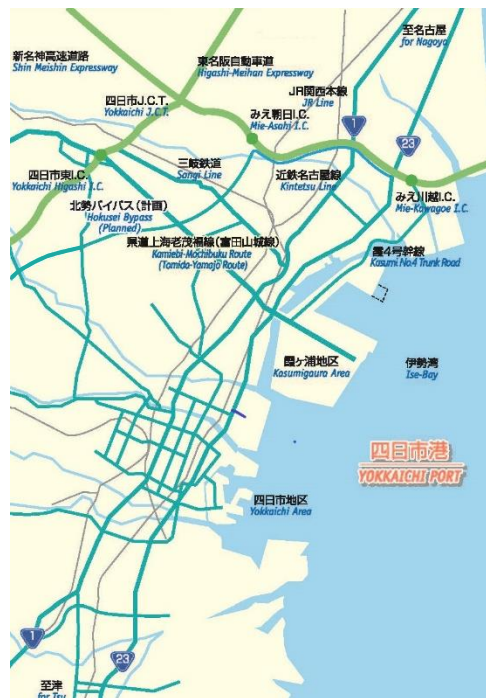 至名古屋
for Nagoya
新名神高速道路
Shin Meishin Expressway
東名阪自動車道
Higashi-Meihan Expressway
JR関西本線
JR Line
四日市J.C.T.
Yokkaichi J.C.T.
みえ朝日I.C.
Mie-Asahi I.C.
1
23
四日市東I.C.
Yokkaichi Higashi I.C.
三岐鉄道
Sangi Line
近鉄名古屋線
Kintetsu Line
みえ川越I.C.
Mie-Kawagoe I.C.
北勢バイパス(計画)
Hokusei Bypass
(Planned)
県道上海老茂福線(富田山城線)
Kamiebi-Mochibuku Route
(Tomida-Yamajo Route)
霞4号幹線
Kasumi No.4 Trunk Road
霞ヶ浦地区
Kasumigaura Area
伊勢湾
Ise-Bay
四日市港
YOKKAICHI PORT
四日市地区
Yokkaichi Area
1
23
至津
for Tsu